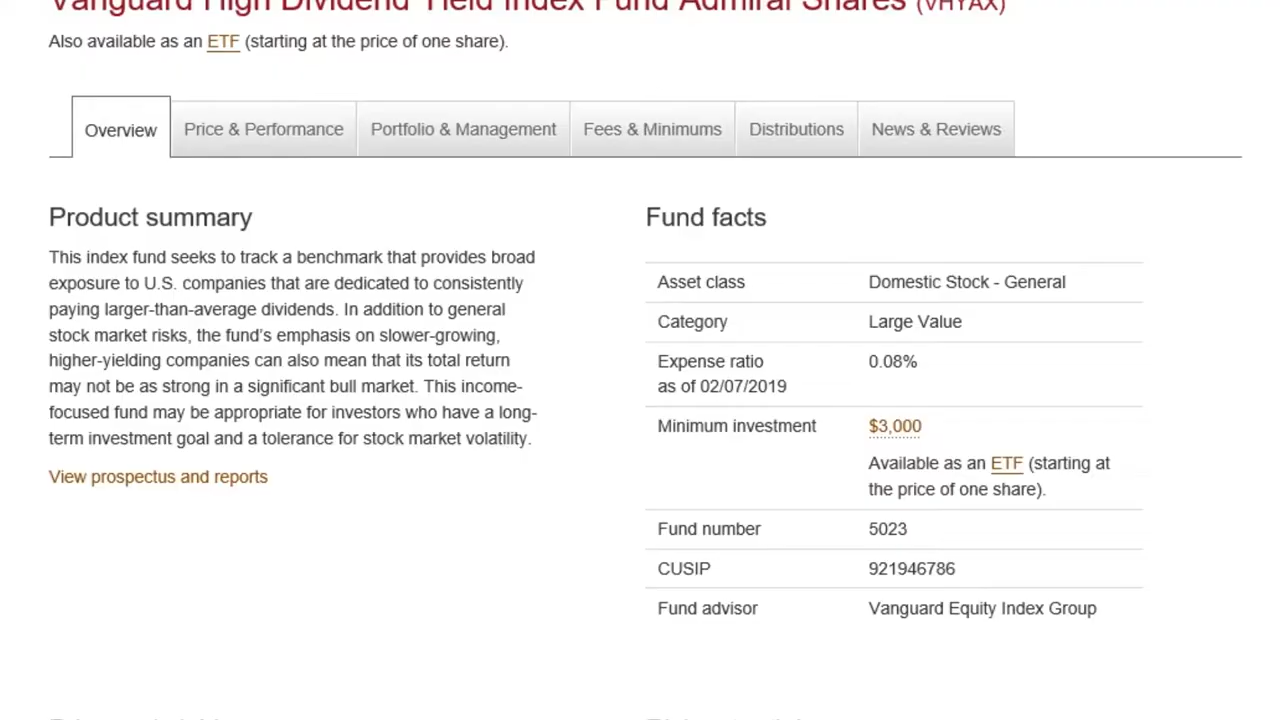 Vanguard High Dividend Yield Index Fund Admiral Shares (VHYAX)
Also available as an ETF (starting at the price of one share).
Overview
Price & Performance
Portfolio & Management
Fees & Minimums
Distributions
News & Reviews
Product summary
This index fund seeks to track a benchmark that provides broad
exposure to U.S. companies that are dedicated to consistently
paying larger-than-average dividends. In addition to general
stock market risks, the fund's emphasis on slower-growing,
higher-yielding companies can also mean that its total return
may not be as strong in a significant bull market. This income-
focused fund may be appropriate for investors who have a long-
term investment goal and a tolerance for stock market volatility.
View prospectus and reports
Fund facts
Asset class Domestic Stock - General
Category Large Value
Expense ratio 0.08%
as of 02/07/2019
Minimum investment $3,000
Available as an ETF (starting at
the price of one share).
Fund number 5023
CUSIP 921946786
Fund advisor Vanguard Equity Index Group